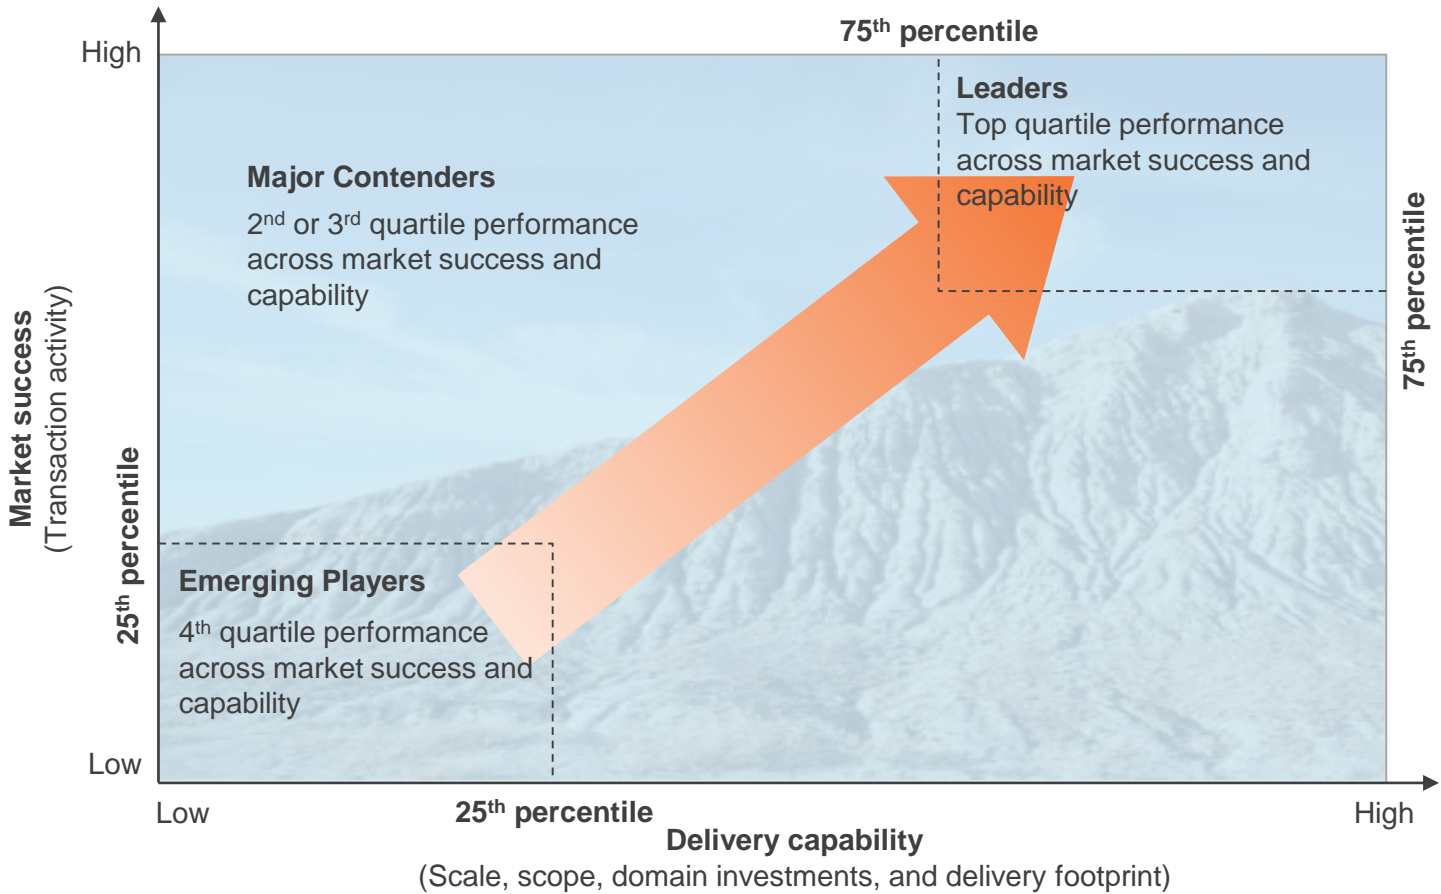 75th percentile
High
Leaders
Top quartile performance
across market success and
capability
Major Contenders
2nd or 3rd quartile performance
across market success and
capability
75th percentile
Market success
(Transaction activity)
25th percentile
Emerging Players
4th quartile performance
across market success and
capability
Low
Low
25th percentile
High
Delivery capability
(Scale, scope, domain investments, and delivery footprint)